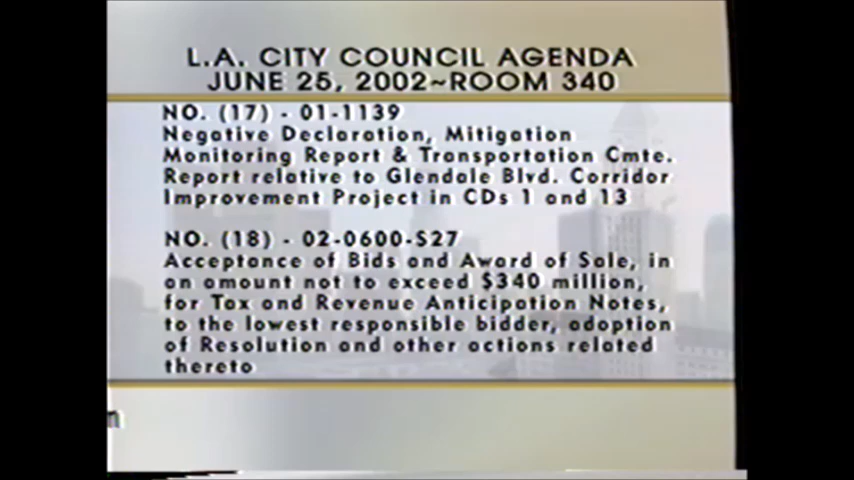 L.A. CITY COUNCIL AGENDA
JUNE 25, 2002~ROOM 340
NO. (17) - 01-1139
Negative Declaration, Mitigation
Monitoring Report & Transportation Cmte.
Report relative to Glendale Blvd. Corridor
Improvement Project in CDs 1 and 13
NO. (18) - 02-0600-S27
Acceptance of Bids and Award of Sale, in
an amount not to exceed $340 million,
for Tax and Revenue Anticipation Notes,
to the lowest responsible bidder, adoption
of Resolution and other actions related
thereto